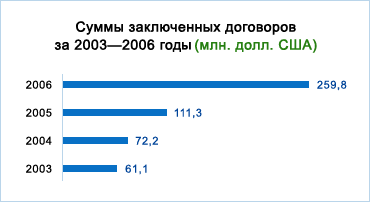 Суммы заключенных договоров
за 2003—2006 годы (млн. долл. США)
2006 259,8
2005 111,3
2004 72,2
2003 61,1